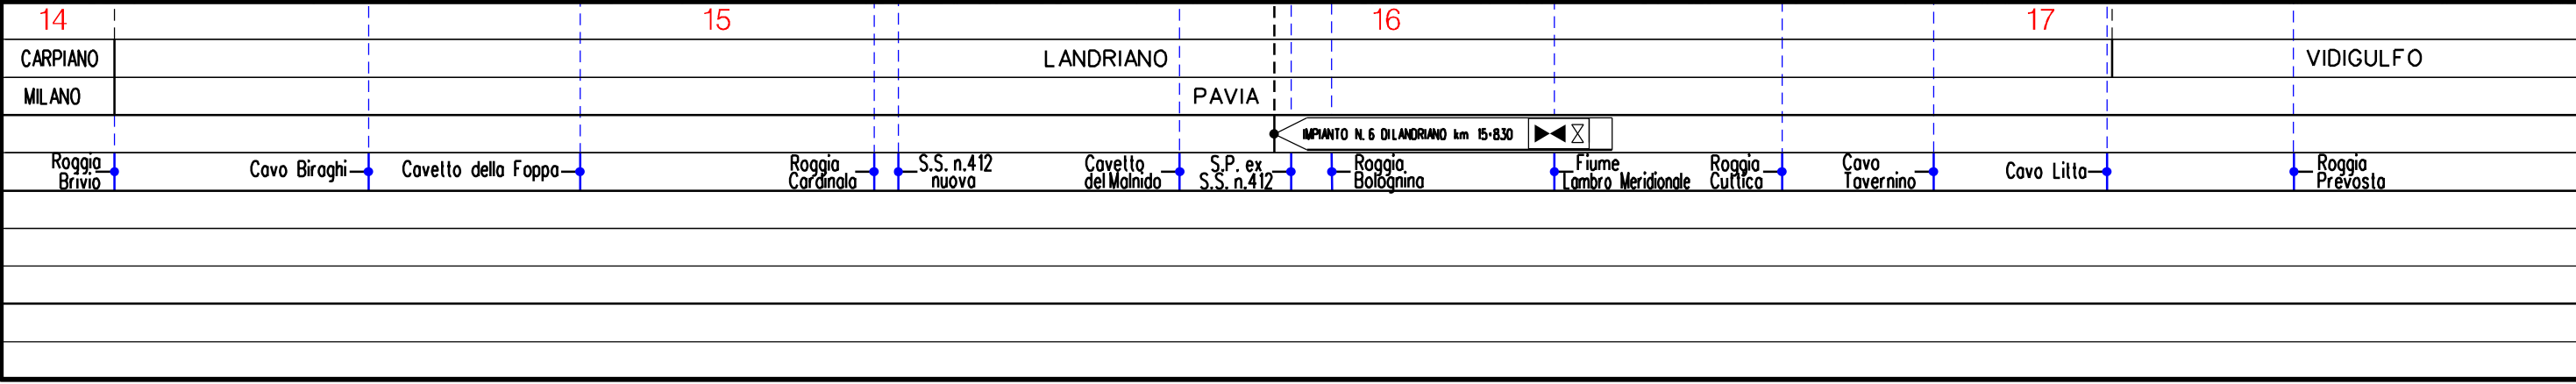 14 15 16 17
CARPIANO LANDRIANO VIDIGULFO
MILANO PAVIA
IMPIANTO N. 6 DI LANDRIANO km 15+830
Roggia Brivio
Cavo Biraghi
Cavetto della Foppa
Roggia Cardinala
S.S. n.412 nuova
Cavetto del Malnido
S.P. ex S.S. n.412
Roggia Bolognina
Fiume Lambro Meridionale
Roggia Cuttica
Cavo Tavernino
Cavo Litta
Roggia Prevosta